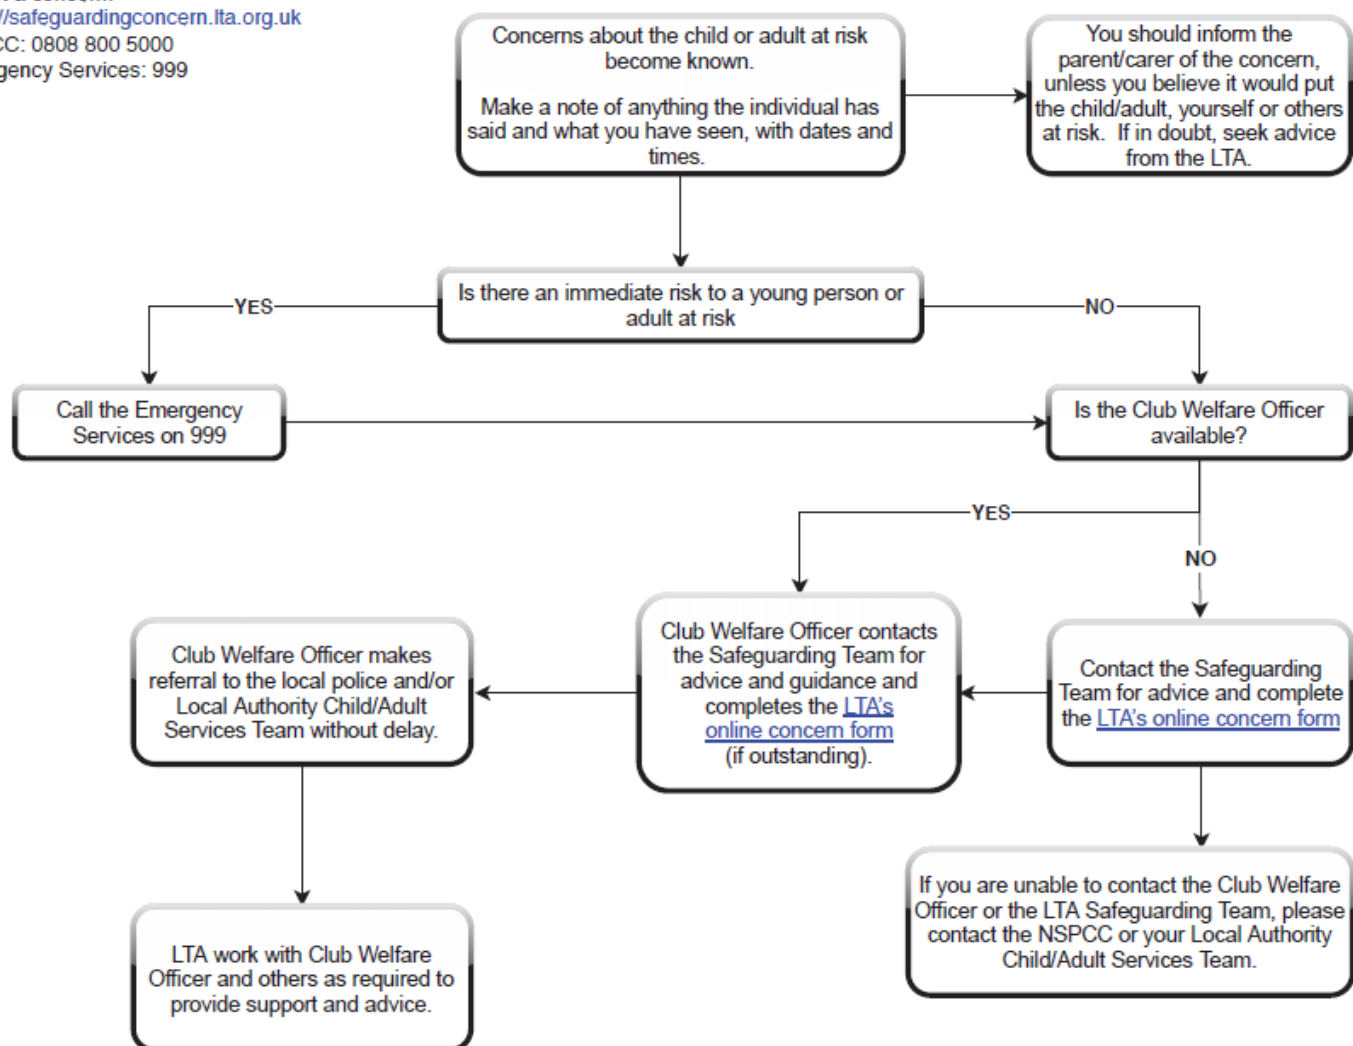 //safeguardingconcern.lta.org.uk
CC: 0808 800 5000
gency Services: 999
Concerns about the child or adult at risk
become known.
Make a note of anything the individual has
said and what you have seen, with dates and
times.
You should inform the
parent/carer of the concern,
unless you believe it would put
the child/adult, yourself or others
at risk. If in doubt, seek advice
from the LTA.
Is there an immediate risk to a young person or
adult at risk
YES
NO
Call the Emergency
Services on 999
Is the Club Welfare Officer
available?
YES
NO
Club Welfare Officer makes
referral to the local police and/or
Local Authority Child/Adult
Services Team without delay.
Club Welfare Officer contacts
the Safeguarding Team for
advice and guidance and
completes the LTA's
online concern form
(if outstanding).
Contact the Safeguarding
Team for advice and complete
the LTA's online concern form
If you are unable to contact the Club Welfare
Officer or the LTA Safeguarding Team, please
contact the NSPCC or your Local Authority
Child/Adult Services Team.
LTA work with Club Welfare
Officer and others as required to
provide support and advice.